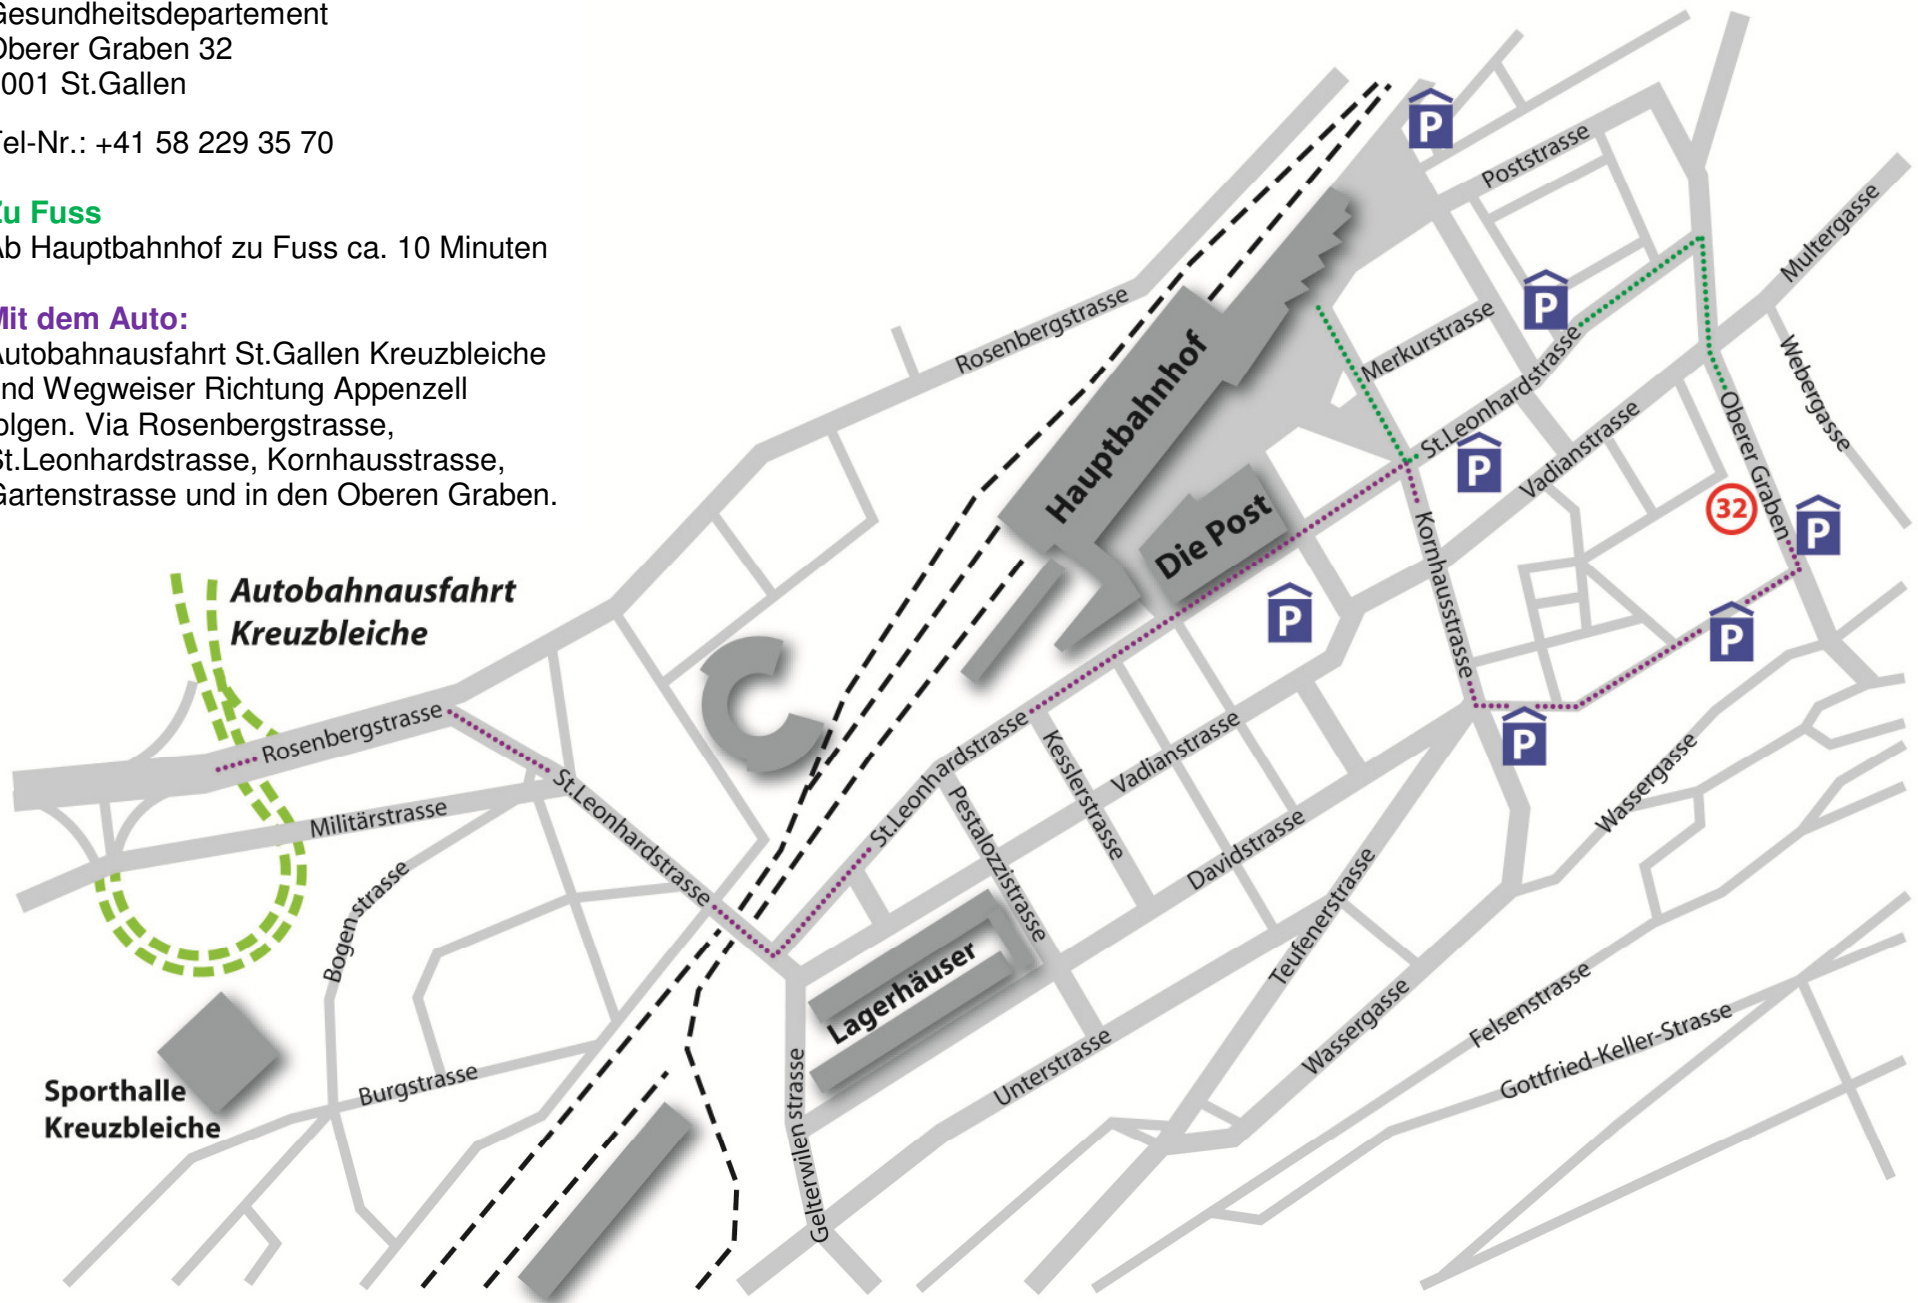 Gesundheitsdepartement
Oberer Graben 32
001 St.Gallen
Tel-Nr.: +41 58 229 35 70
Zu Fuss
Ab Hauptbahnhof zu Fuss ca. 10 Minuten
Mit dem Auto:
Autobahnausfahrt St.Gallen Kreuzbleiche
und Wegweiser Richtung Appenzell
folgen. Via Rosenbergstrasse,
St.Leonhardstrasse, Kornhausstrasse,
Gartenstrasse und in den Oberen Graben.
P
Poststrasse
Multergasse
Rosenbergstrasse
P
Merkurstrasse
Hauptbahnhof
St.Leonhardstrasse
Webergasse
Oberer Graben
Vadianstrasse
P
32
P
Die Post
Kornhausstrasse
Autobahnausfahrt
Kreuzbleiche
P
P
Rosenbergstrasse
St.Leonhardstrasse
Kesslerstrasse
Vadianstrasse
P
Wassergasse
Militärstrasse
St.Leonhardstrasse
Pestalozzistrasse
Davidstrasse
Bogen strasse
Teufenerstrasse
Lagerhäuser
Wassergasse
Felsenstrasse
Gottfried-Keller-Strasse
Unterstrasse
Burgstrasse
Sporthalle
Kreuzbleiche
Gelterwilen strasse